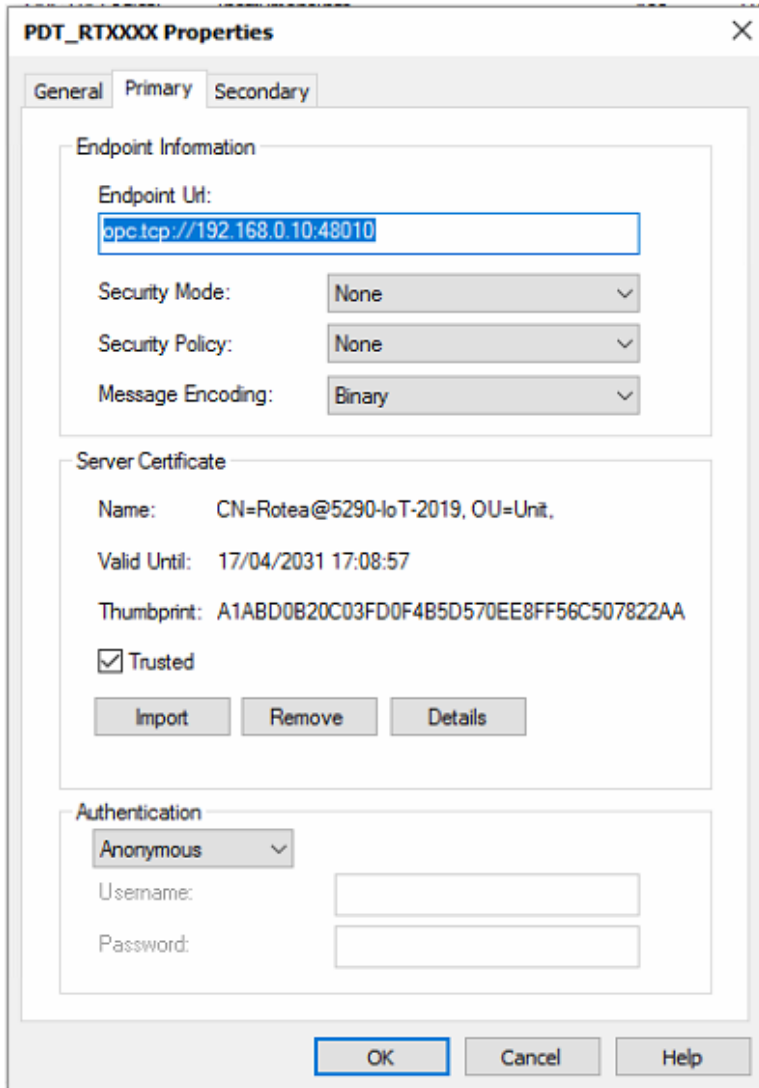 PDT_RTXXXX Properties
General Primary Secondary
Endpoint Information
Endpoint Url:
opc.tcp://192.168.0.10:48010
Security Mode: None
Security Policy: None
Message Encoding: Binary
Server Certificate
Name: CN=Rotea@5290-IoT-2019, OU=Unit,
Valid Until: 17/04/2031 17:08:57
Thumbprint: A1ABD0B20C03FD0F4B5D570EE8FF56C507822AA
Trusted
Import Remove Details
Authentication
Anonymous
Username:
Password:
OK Cancel Help